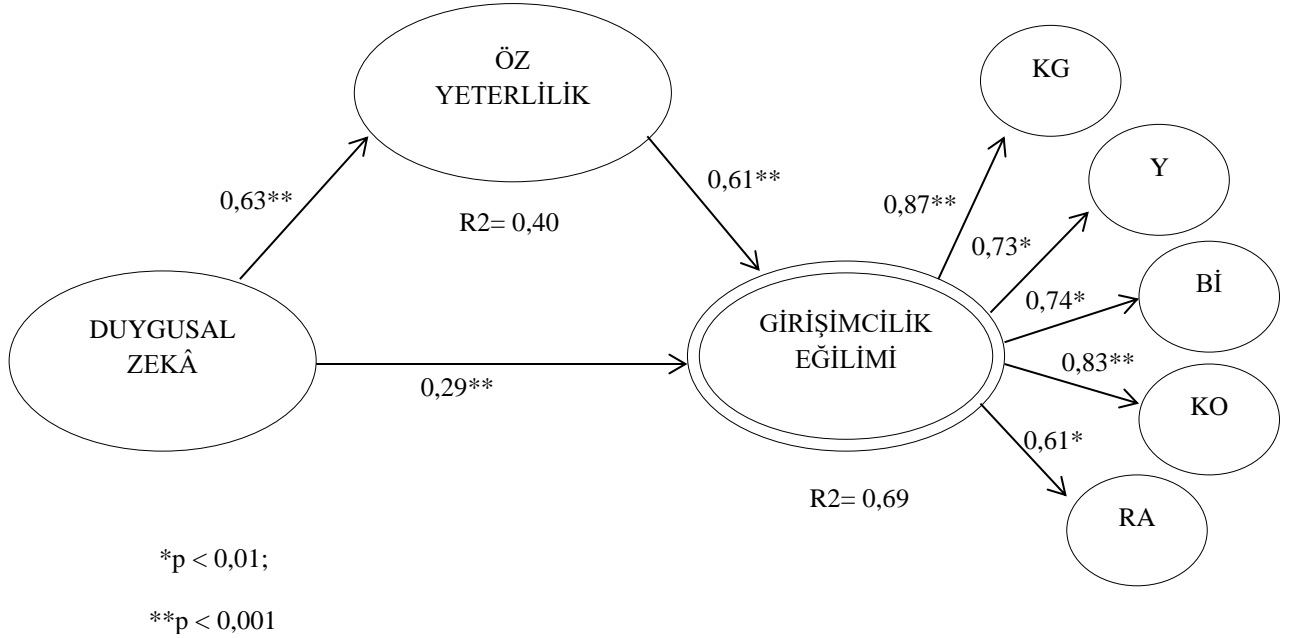 ÖZ
YETERLİLİK
KG
Y
0,63**
0,61**
0,87**
R2= 0,40
0,73*
Bİ
0,74*
DUYGUSAL
ZEKÂ
GİRİŞİMCİLİK
EĞİLİMİ
0,29**
0,83**
KO
0,61*
R2= 0,69
RA
*p < 0,01;
**p < 0,001